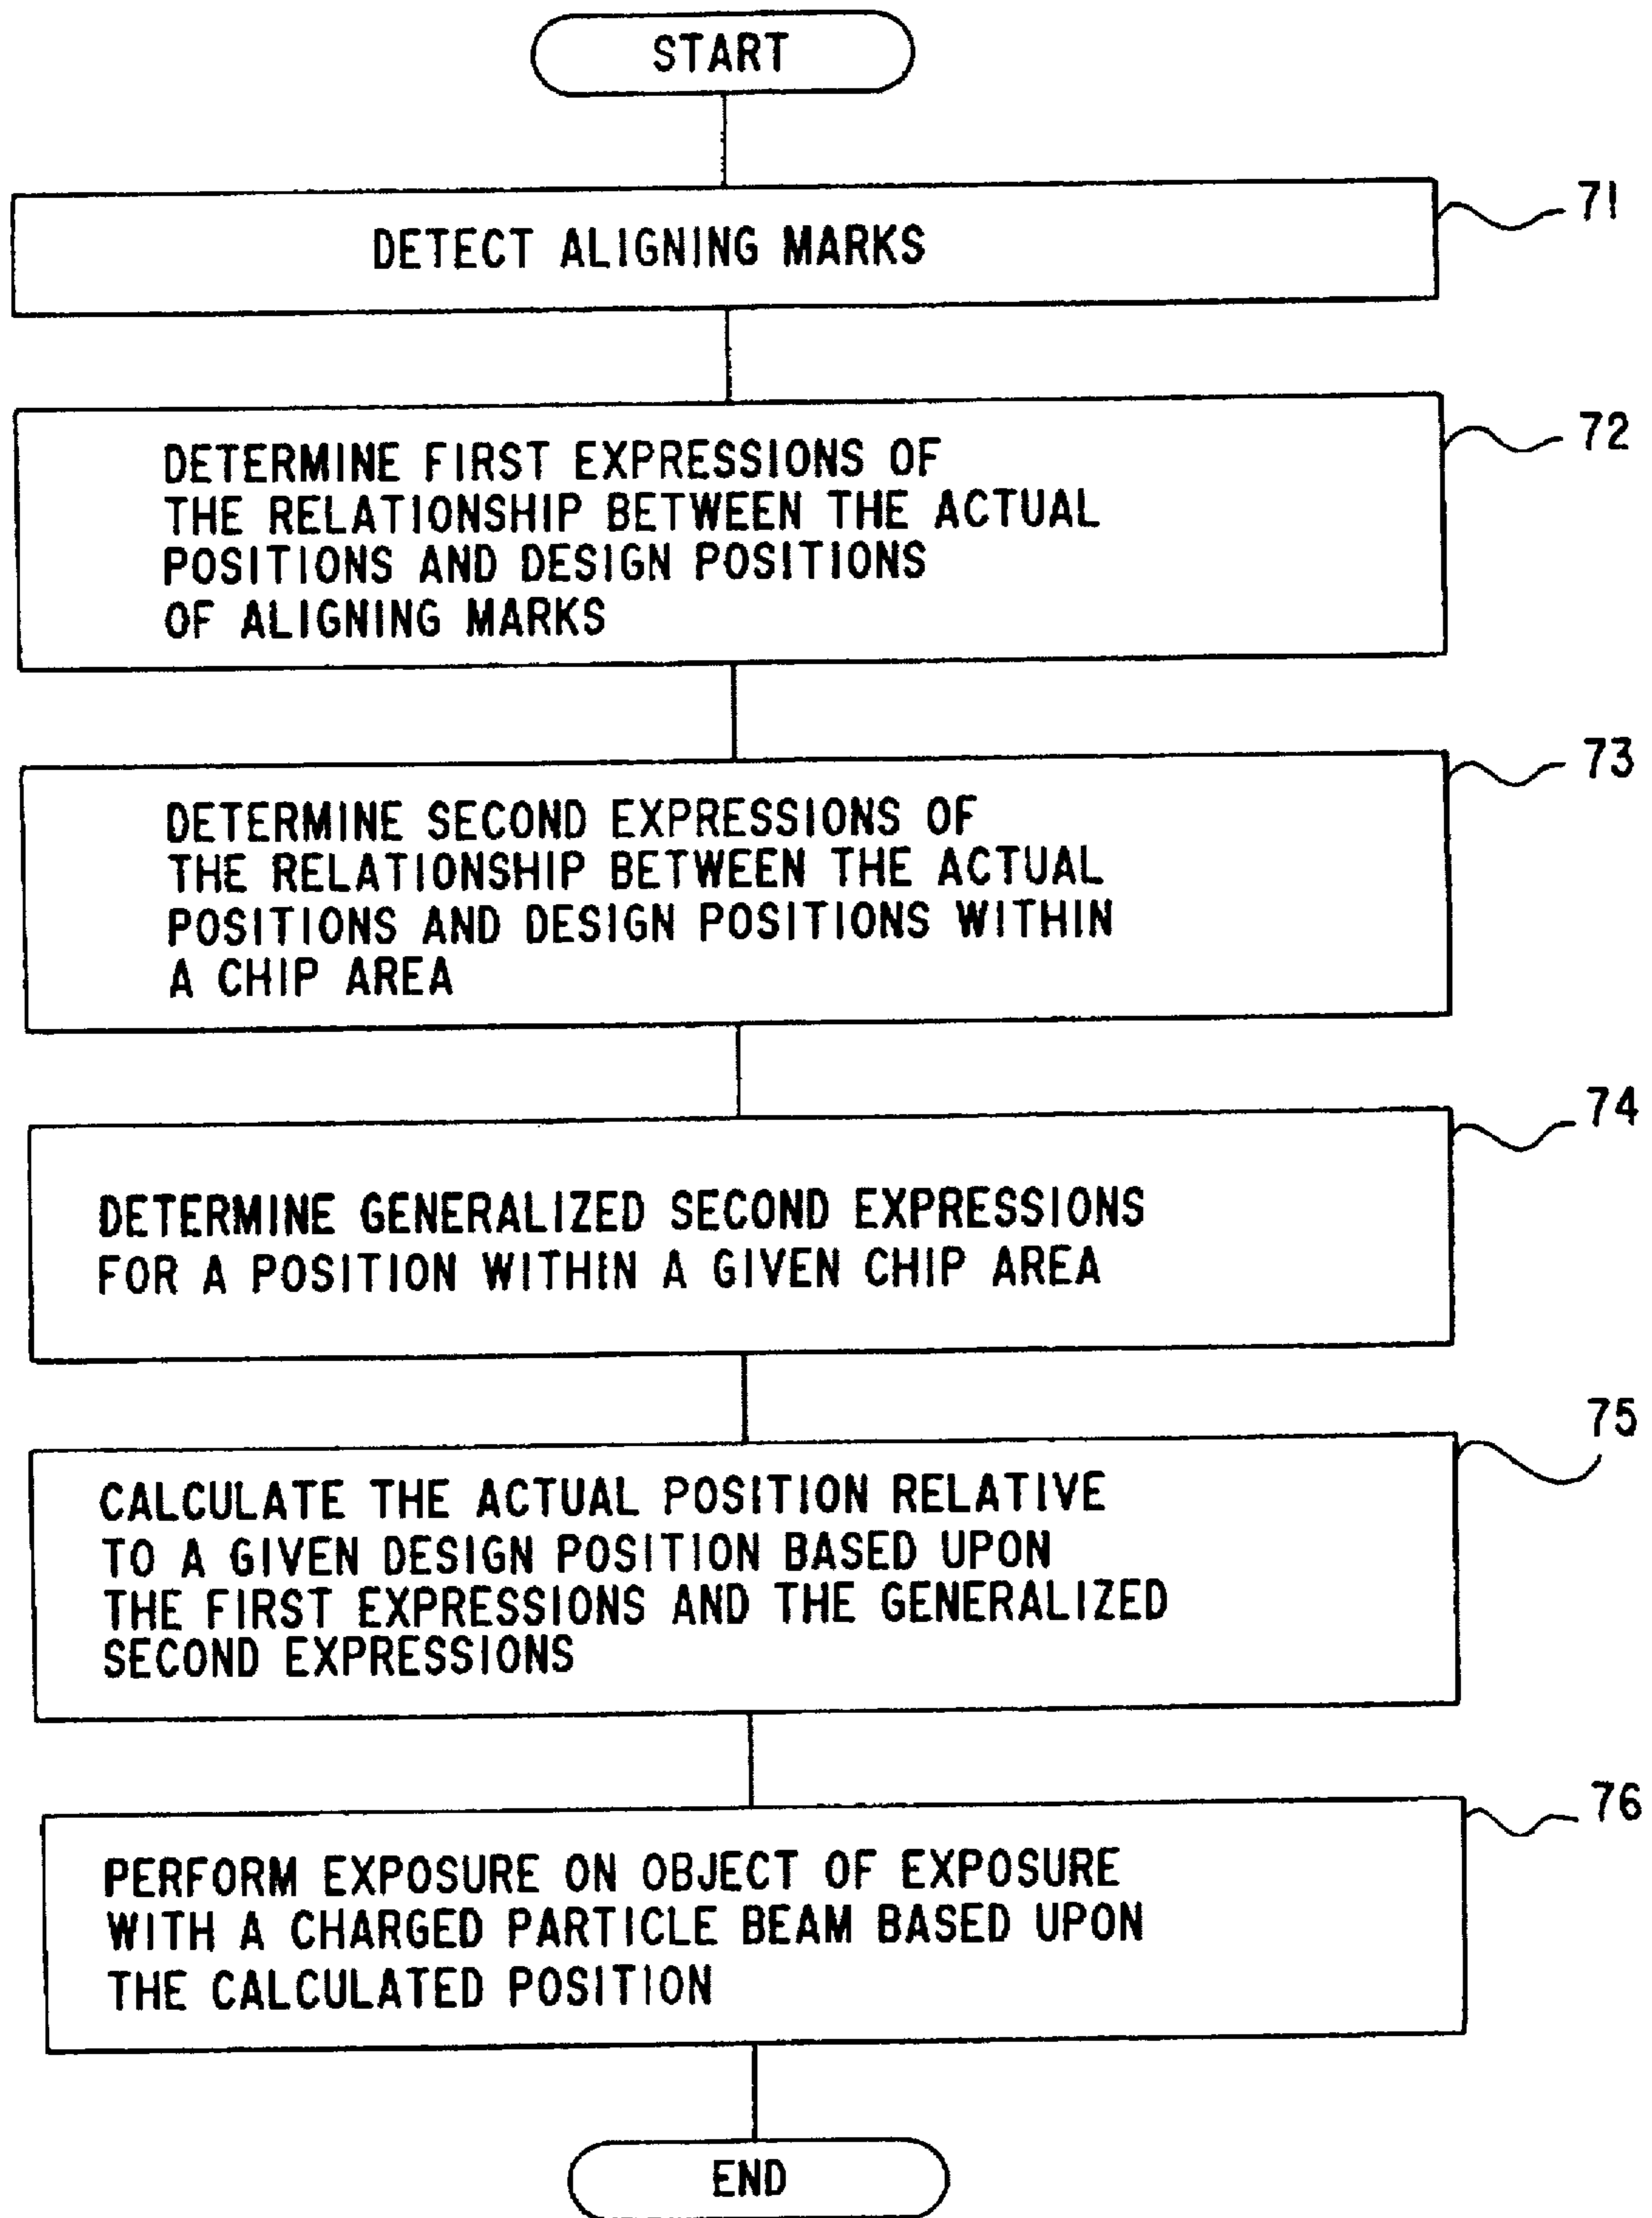 START
71
DETECT ALIGNING MARKS
72
DETERMINE FIRST EXPRESSIONS OF
THE RELATIONSHIP BETWEEN THE ACTUAL
POSITIONS AND DESIGN POSITIONS
OF ALIGNING MARKS
73
DETERMINE SECOND EXPRESSIONS OF
THE RELATIONSHIP BETWEEN THE ACTUAL
POSITIONS AND DESIGN POSITIONS WITHIN
A CHIP AREA
74
DETERMINE GENERALIZED SECOND EXPRESSIONS
FOR A POSITION WITHIN A GIVEN CHIP AREA
75
CALCULATE THE ACTUAL POSITION RELATIVE
TO A GIVEN DESIGN POSITION BASED UPON
THE FIRST EXPRESSIONS AND THE GENERALIZED
SECOND EXPRESSIONS
76
PERFORM EXPOSURE ON OBJECT OF EXPOSURE
WITH A CHARGED PARTICLE BEAM BASED UPON
THE CALCULATED POSITION
END